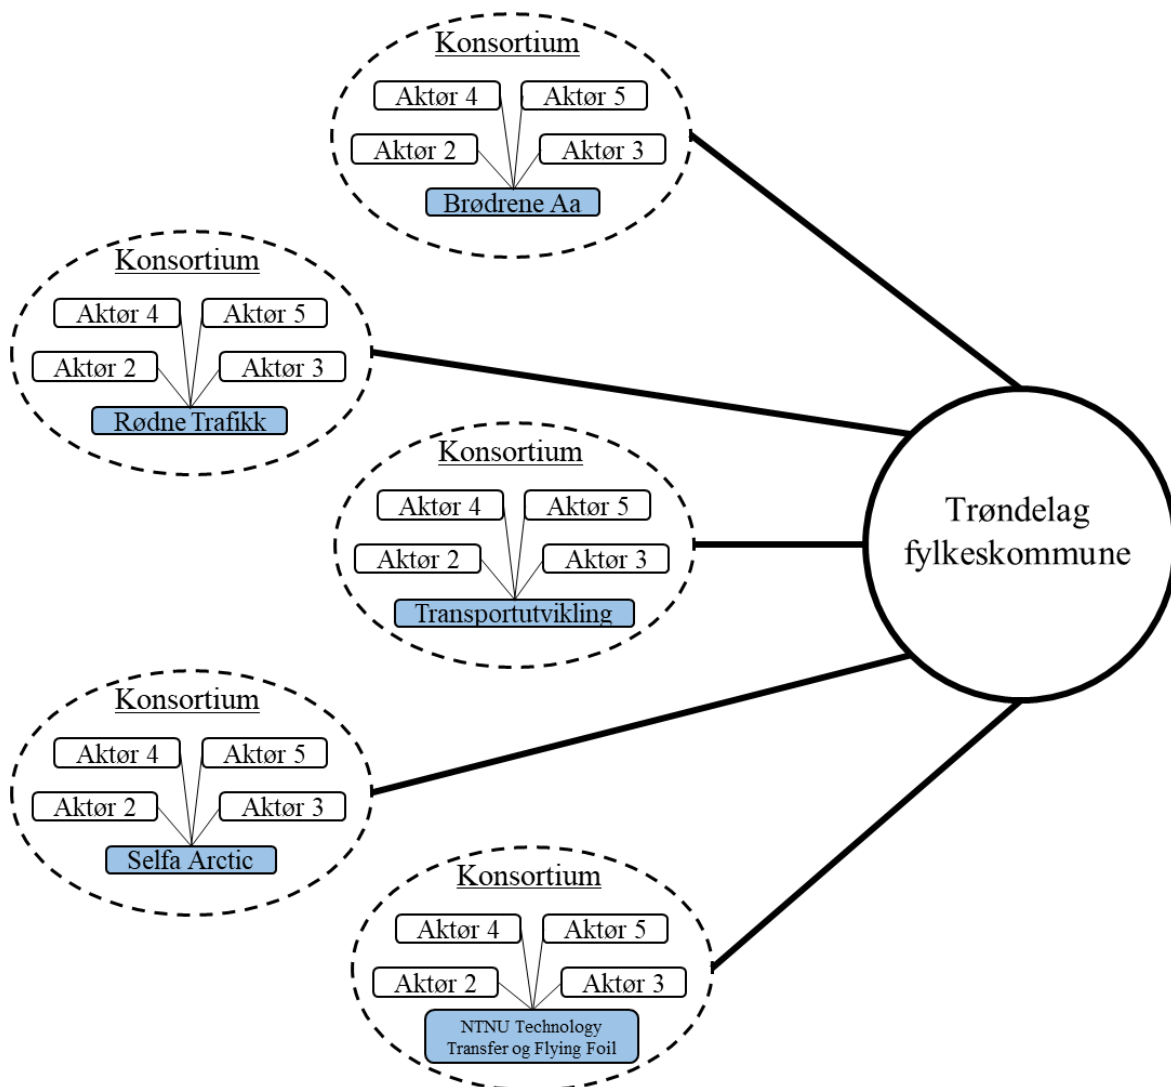 Konsortium
Aktør 4 Aktør 5
Aktør 2 Aktør 3
Brødrene Aa
Konsortium
Aktør 4 Aktør 5
Aktør 2 Aktør 3
Rødne Trafikk
Konsortium
Aktør 4 Aktør 5
Aktør 2 Aktør 3
Transportutvikling
Trøndelag
fylkeskommune
Konsortium
Aktør 4 Aktør 5
Aktør 2 Aktør 3
Selfa Arctic
Konsortium
Aktør 4 Aktør 5
Aktør 2 Aktør 3
NTNU Technology
Transfer og Flying Foil